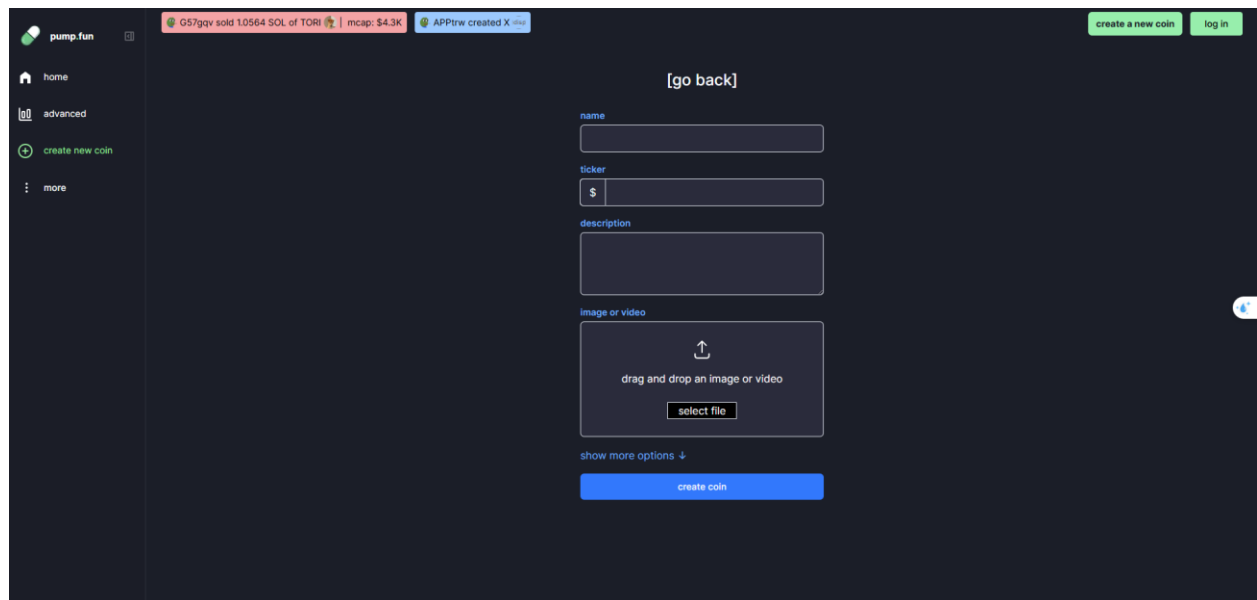 pump.fun
G57gqv sold 1.0564 SOL of TORI | mcap: $4.3K
APPtrw created X
create a new coin
log in
home
advanced
create new coin
more
[go back]
name
ticker
$
description
image or video
drag and drop an image or video
select file
show more options ↓
create coin